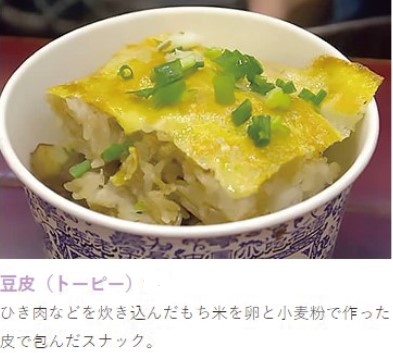 豆皮（トーピー）
ひき肉などを炊き込んだもち米を卵と小麦粉で作った
皮で包んだスナック。